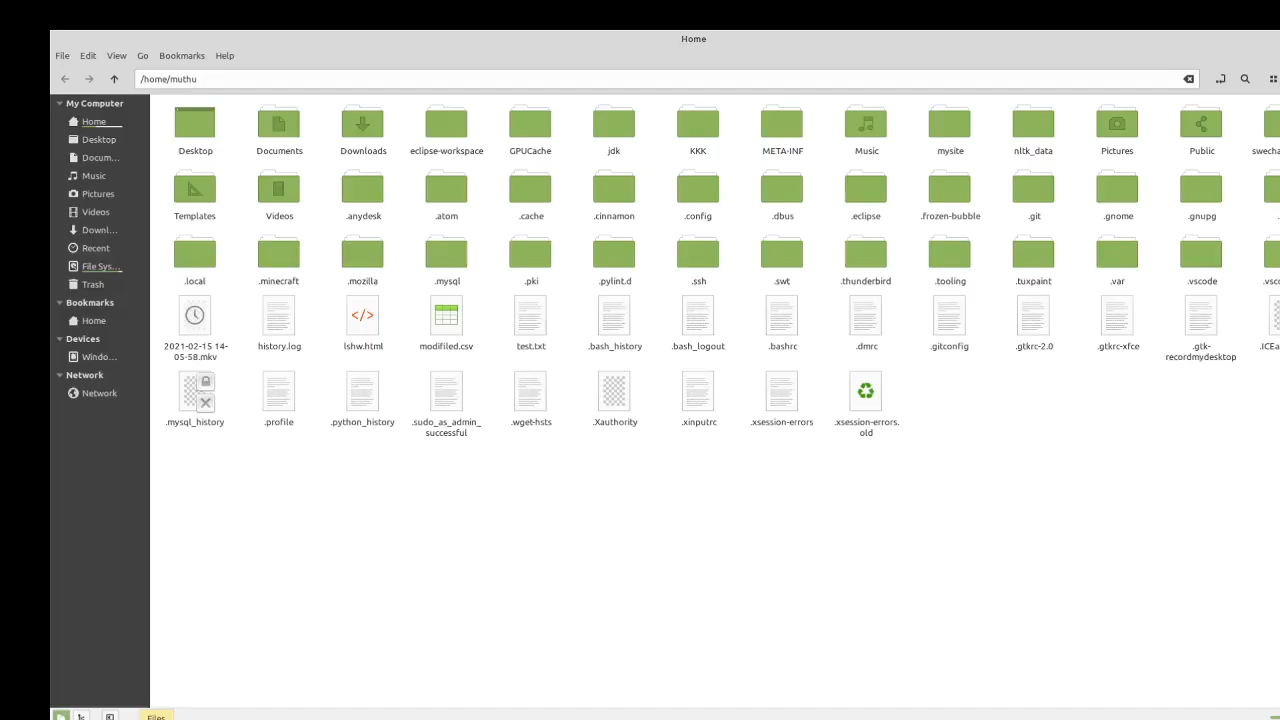 Home
File Edit View Go Bookmarks Help
/home/muthu
My Computer
Home
Desktop
Docum...
Music
Pictures
Videos
Downl...
Recent
File Sys...
Trash
Bookmarks
Home
Devices
Windo...
Network
Network
Desktop Documents Downloads eclipse-workspace GPUCache jdk KKK META-INF Music mysite nltk_data Pictures Public swecha
Templates Videos .anydesk .atom .cache .cinnamon .config .dbus .eclipse .frozen-bubble .git .gnome .gnupg
.local .minecraft .mozilla .mysql .pki .pylint.d .ssh .swt .thunderbird .tooling .tuxpaint .var .vscode .vsc
2021-02-15 14- history.log lshw.html modifiled.csv test.txt .bash_history .bash_logout .bashrc .dmrc .gitconfig .gtkrc-2.0 .gtkrc-xfce .gtk- .ICEa
05-58.mkv recordmydesktop
.mysql_history .profile .python_history .sudo_as_admin_ .wget-hsts .Xauthority .xinputrc .xsession-errors .xsession-errors.
successful old
Files